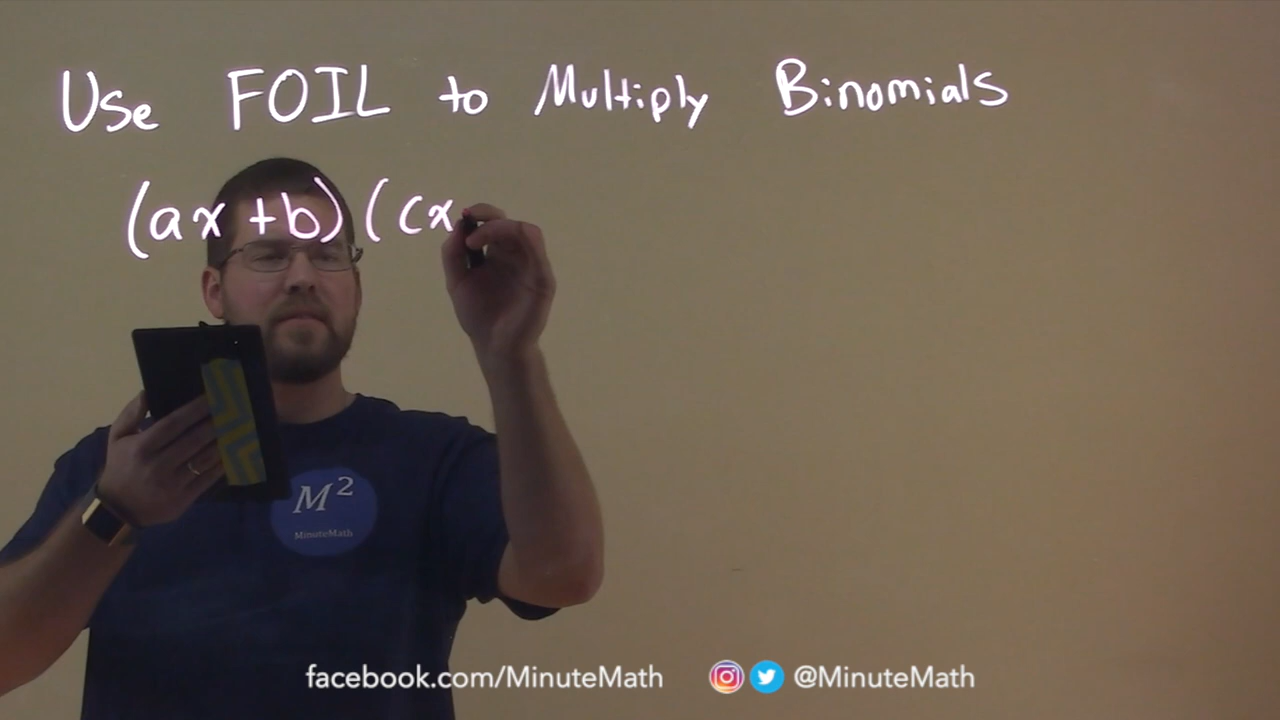 Use FOIL to Multiply Binomials
(ax+b)(cx
M²
MinuteMath
facebook.com/MinuteMath @MinuteMath